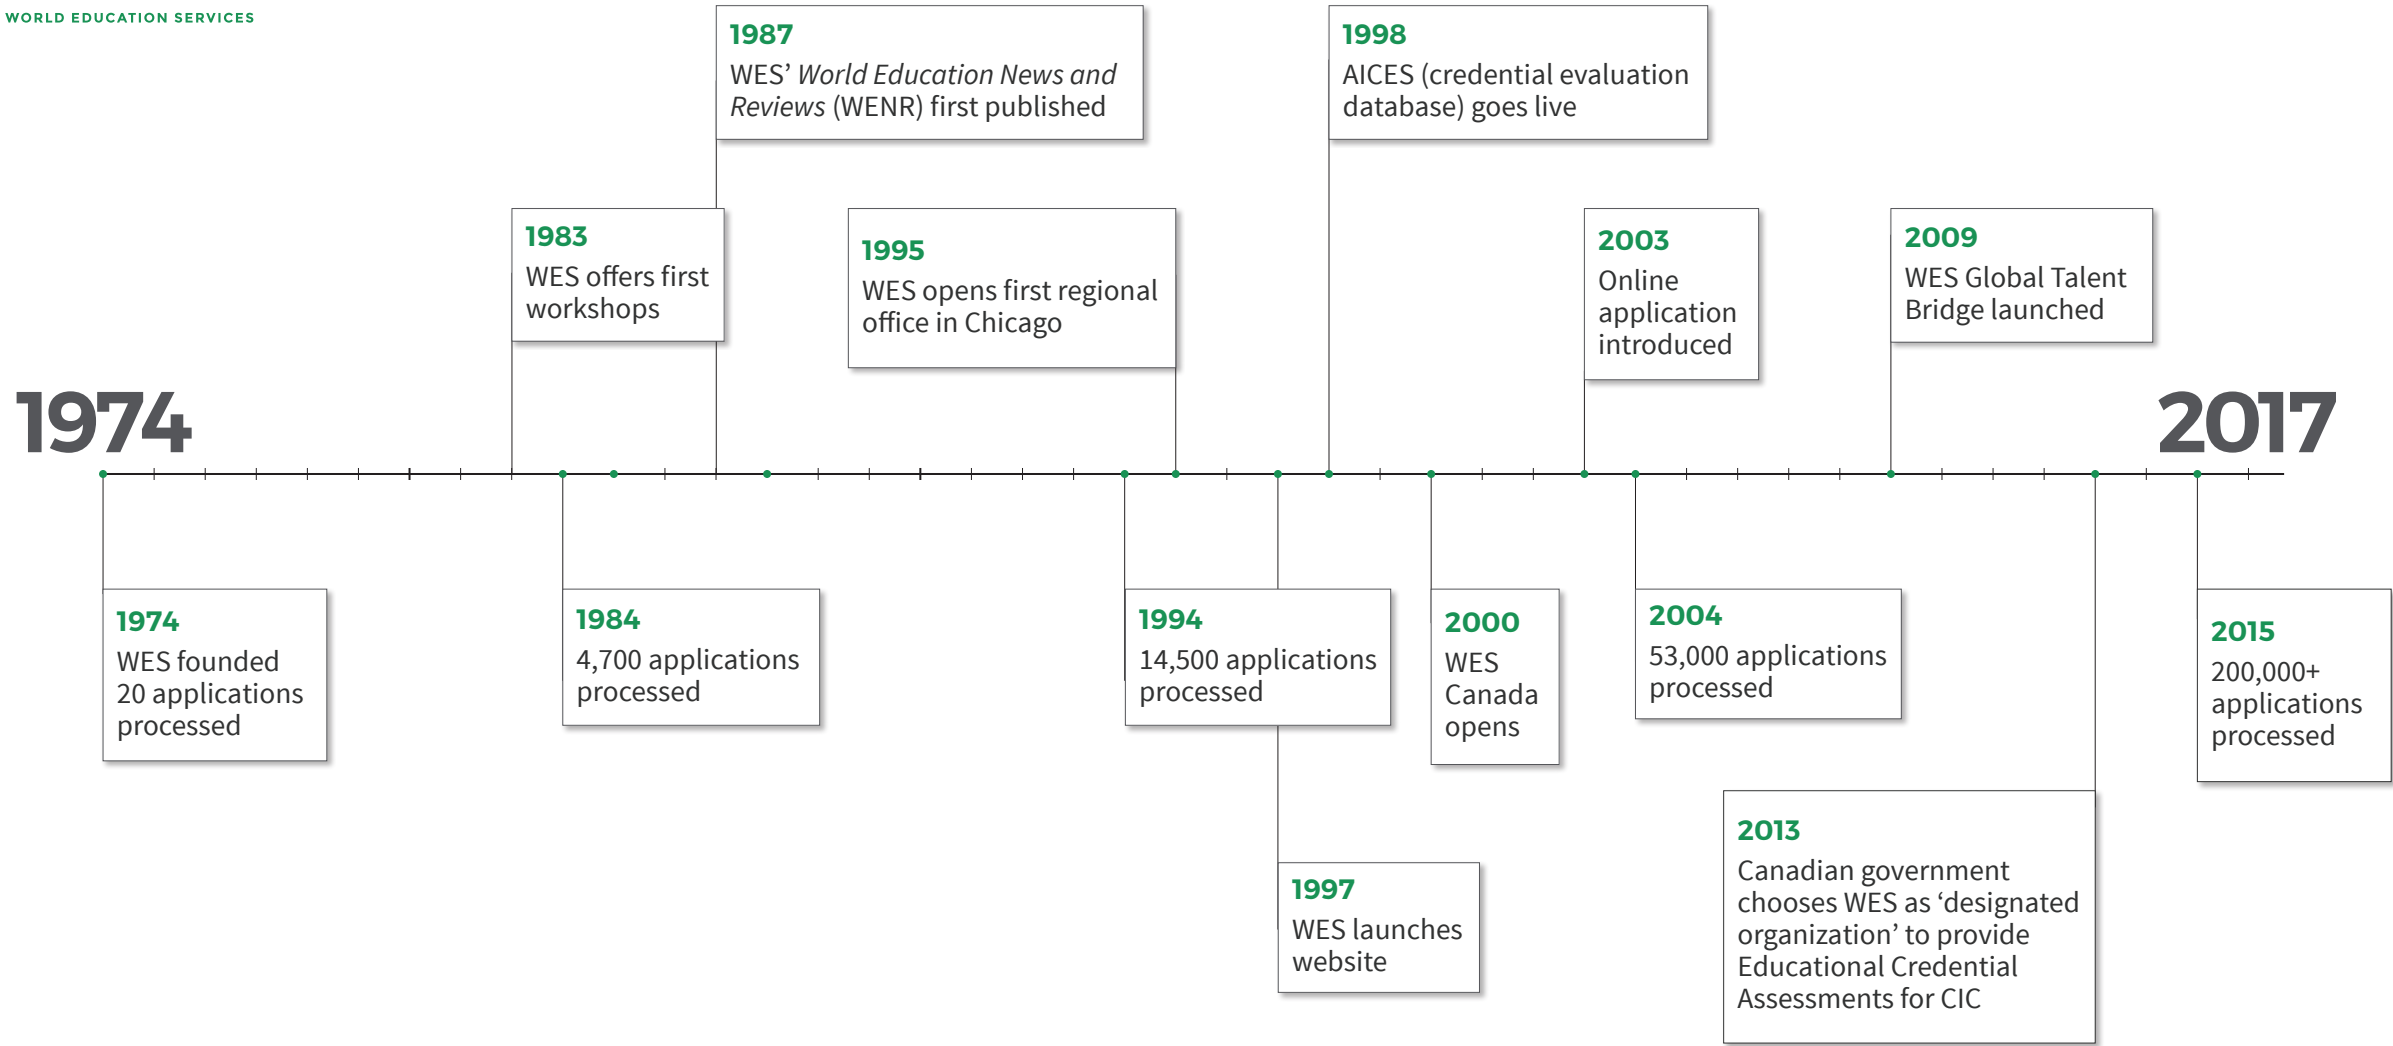 WORLD EDUCATION SERVICES
1987
WES’ World Education News and
Reviews (WENR) first published
1998
AICES (credential evaluation
database) goes live
1983
WES offers first
workshops
1995
WES opens first regional
office in Chicago
2003
Online
application
introduced
2009
WES Global Talent
Bridge launched
1974
2017
1974
WES founded
20 applications
processed
1984
4,700 applications
processed
1994
14,500 applications
processed
2000
WES
Canada
opens
2004
53,000 applications
processed
2015
200,000+
applications
processed
1997
WES launches
website
2013
Canadian government
chooses WES as ‘designated
organization’ to provide
Educational Credential
Assessments for CIC